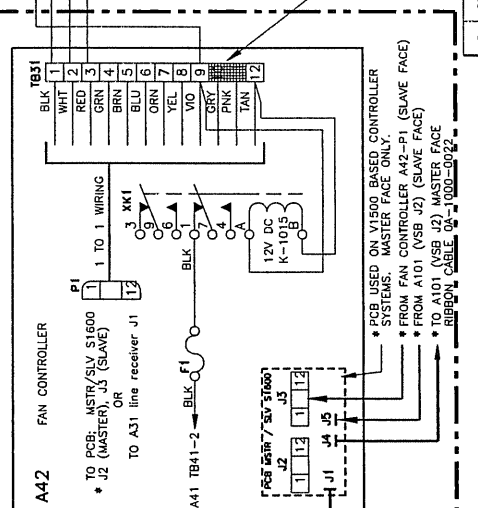 TB31
1 2 3 4 5 6 7 8 9 12
BLK
WHT
RED
GRN
BRN
BLU
ORN
YEL
VIO
GRY
PNK
TAN
1 TO 1 WIRING
XK1
3 9 6 1 7 4 A B
12V DC
K-1015
BLK
F1
BLK
A41 TB41-2
P1
1 12
FAN CONTROLLER
A42
* TO PCB; MSTR/SLV S1600
J2 (MASTER), J3 (SLAVE)
OR
TO A31 line receiver J1
PCB MSTR / SLV S1600
J3
1 12
J2
1 12
J5
J4
J1
* PCB USED ON V1500 BASED CONTROLLER
SYSTEMS. MASTER FACE ONLY.
* FROM FAN CONTROLLER A42-P1 (SLAVE FACE)
* FROM A101 (VSB J2) (SLAVE FACE)
* TO A101 (VSB J2) MASTER FACE
RIBBON CABLE 0A-1000-0022